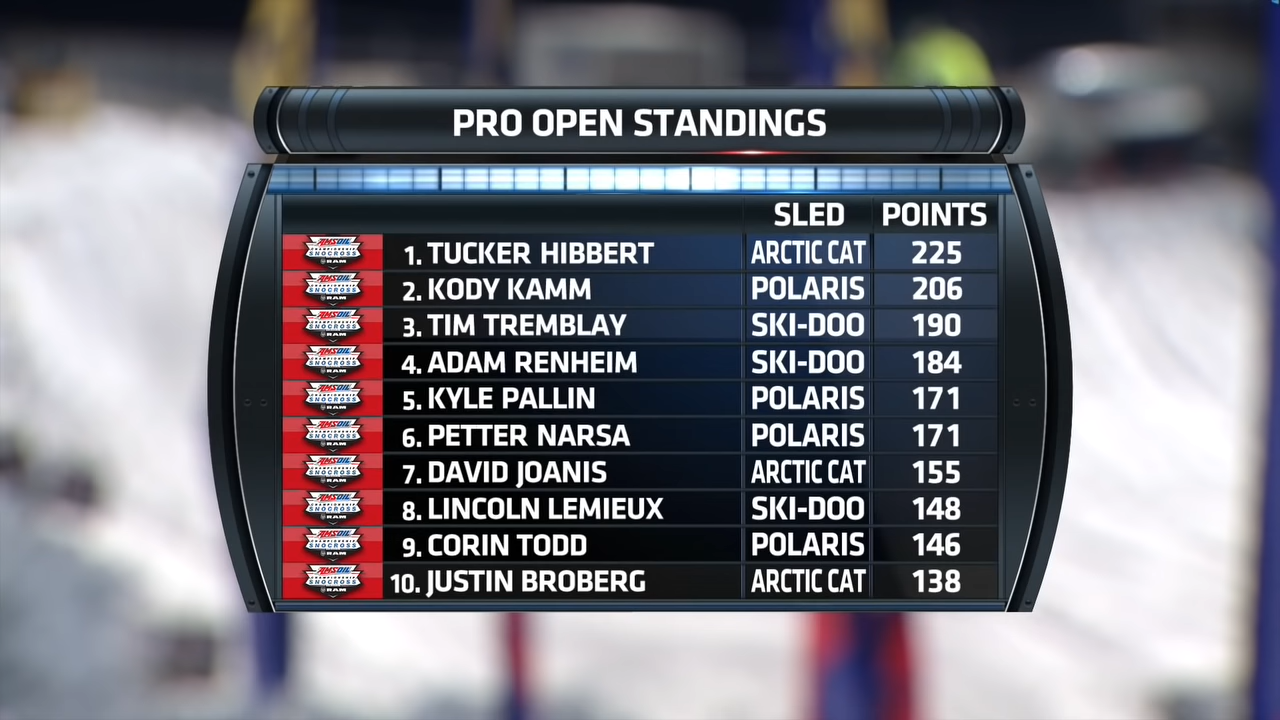 PRO OPEN STANDINGS
SLED POINTS
1. TUCKER HIBBERT ARCTIC CAT 225
2. KODY KAMM POLARIS 206
3. TIM TREMBLAY SKI-DOO 190
4. ADAM RENHEIM SKI-DOO 184
5. KYLE PALLIN POLARIS 171
6. PETTER NARSA POLARIS 171
7. DAVID JOANIS ARCTIC CAT 155
8. LINCOLN LEMIEUX SKI-DOO 148
9. CORIN TODD POLARIS 146
10. JUSTIN BROBERG ARCTIC CAT 138